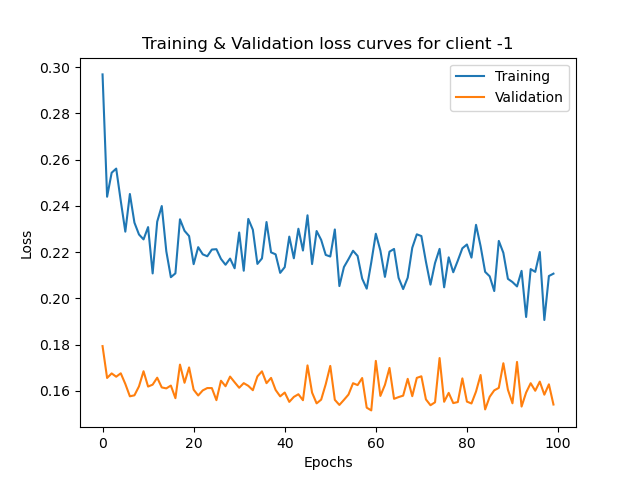 Training & Validation loss curves for client -1
Training
Validation
Loss
0.30
0.28
0.26
0.24
0.22
0.20
0.18
0.16
0 20 40 60 80 100
Epochs